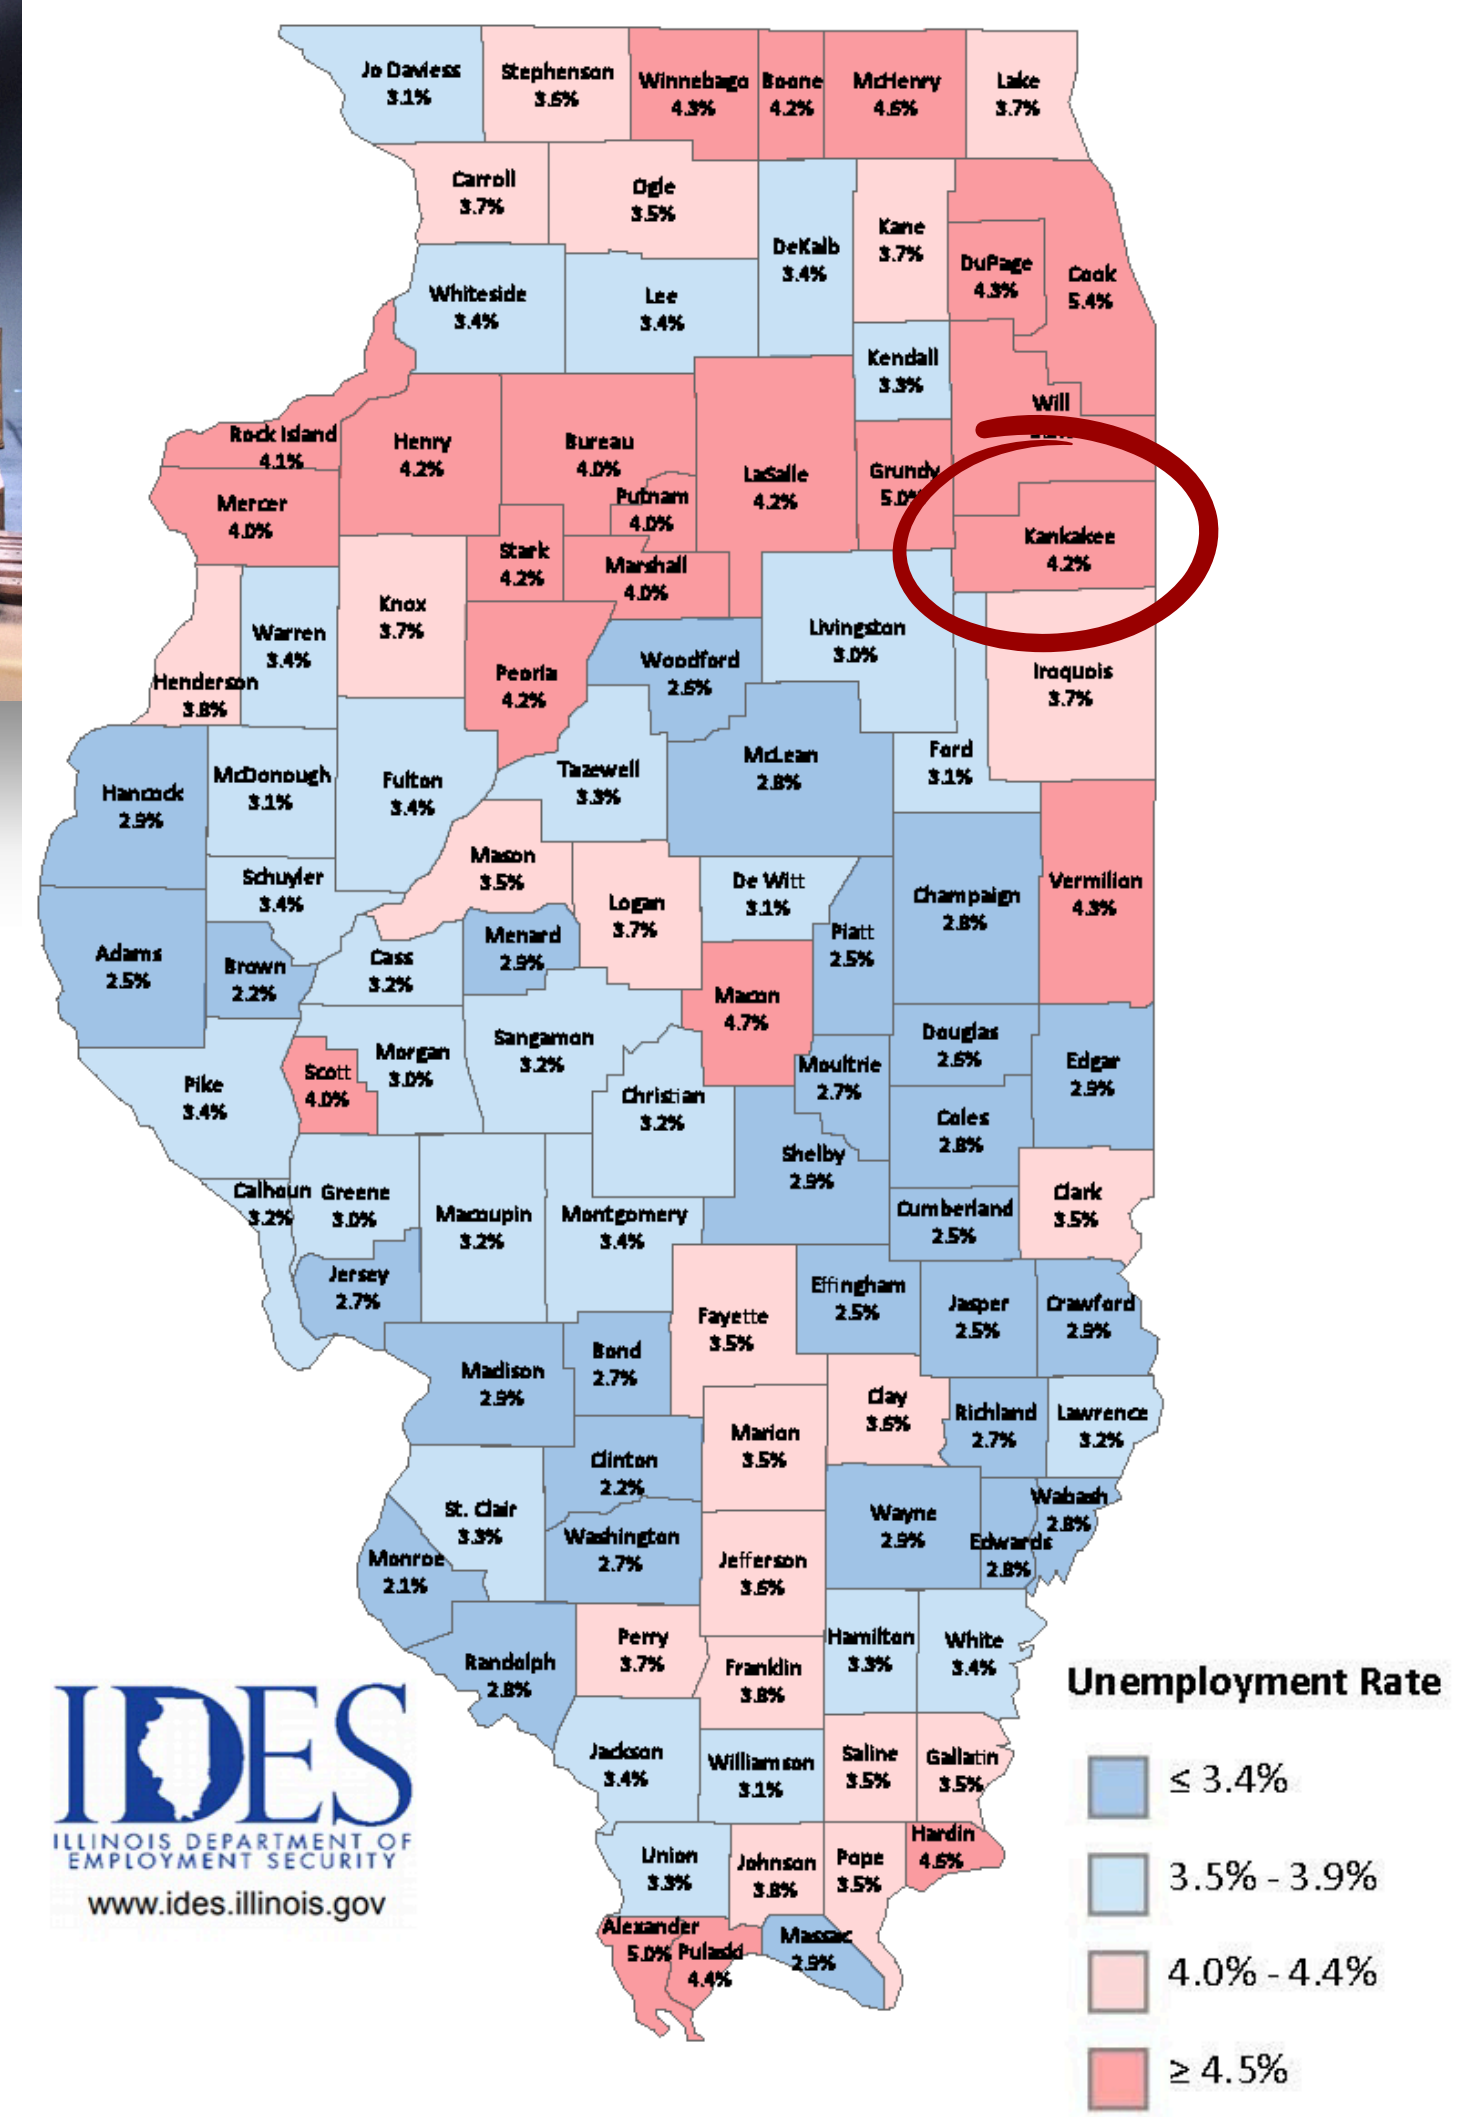 Jo Daviess
3.1%
Stephenson
3.6%
Winnebago
4.3%
Boone
4.2%
McHenry
4.6%
Lake
3.7%
Carroll
3.7%
Ogle
3.5%
DeKalb
3.4%
Kane
3.7%
DuPage
4.3%
Cook
5.4%
Whiteside
3.4%
Lee
3.4%
Kendall
3.3%
Will
Rock Island
4.1%
Henry
4.2%
Bureau
4.0%
LaSalle
4.2%
Grundy
5.0%
Mercer
4.0%
Putnam
4.0%
Kankakee
4.2%
Stark
4.2%
Marshall
4.0%
Knox
3.7%
Warren
3.4%
Henderson
3.8%
Peoria
4.2%
Woodford
2.6%
Livingston
3.0%
Iroquois
3.7%
Hancock
2.9%
McDonough
3.1%
Fulton
3.4%
Tazewell
3.3%
McLean
2.8%
Ford
3.1%
Schuyler
3.4%
Mason
3.5%
Logan
3.7%
De Witt
3.1%
Champaign
2.8%
Vermilion
4.3%
Adams
2.5%
Brown
2.2%
Cass
3.2%
Menard
2.9%
Piatt
2.5%
Macon
4.7%
Pike
3.4%
Scott
4.0%
Morgan
3.0%
Sangamon
3.2%
Christian
3.2%
Moultrie
2.7%
Douglas
2.6%
Edgar
2.9%
Coles
2.8%
Shelby
2.9%
Calhoun
3.2%
Greene
3.0%
Macoupin
3.2%
Montgomery
3.4%
Cumberland
2.5%
Clark
3.5%
Jersey
2.7%
Fayette
3.5%
Effingham
2.5%
Jasper
2.5%
Crawford
2.9%
Madison
2.9%
Bond
2.7%
Marion
3.5%
Clay
3.6%
Richland
2.7%
Lawrence
3.2%
Clinton
2.2%
St. Clair
3.3%
Washington
2.7%
Wayne
2.9%
Edwards
2.8%
Wabash
2.8%
Monroe
2.1%
Jefferson
3.6%
Randolph
2.8%
Perry
3.7%
Franklin
3.8%
Hamilton
3.3%
White
3.4%
Jackson
3.4%
Williamson
3.1%
Saline
3.5%
Gallatin
3.5%
Union
3.3%
Johnson
3.8%
Pope
3.5%
Hardin
4.6%
Alexander
5.0%
Pulaski
4.4%
Massac
2.9%
IDES
ILLINOIS DEPARTMENT OF
EMPLOYMENT SECURITY
www.ides.illinois.gov
Unemployment Rate
≤ 3.4%
3.5% - 3.9%
4.0% - 4.4%
≥ 4.5%